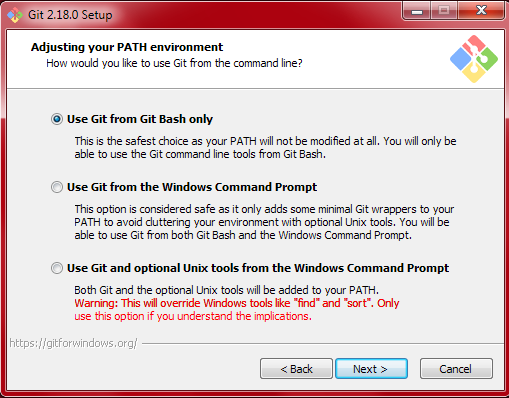 Git 2.18.0 Setup
Adjusting your PATH environment
How would you like to use Git from the command line?
Use Git from Git Bash only
This is the safest choice as your PATH will not be modified at all. You will only be
able to use the Git command line tools from Git Bash.
Use Git from the Windows Command Prompt
This option is considered safe as it only adds some minimal Git wrappers to your
PATH to avoid cluttering your environment with optional Unix tools. You will be
able to use Git from both Git Bash and the Windows Command Prompt.
Use Git and optional Unix tools from the Windows Command Prompt
Both Git and the optional Unix tools will be added to your PATH.
Warning: This will override Windows tools like "find" and "sort". Only
use this option if you understand the implications.
https://gitforwindows.org/
< Back
Next >
Cancel